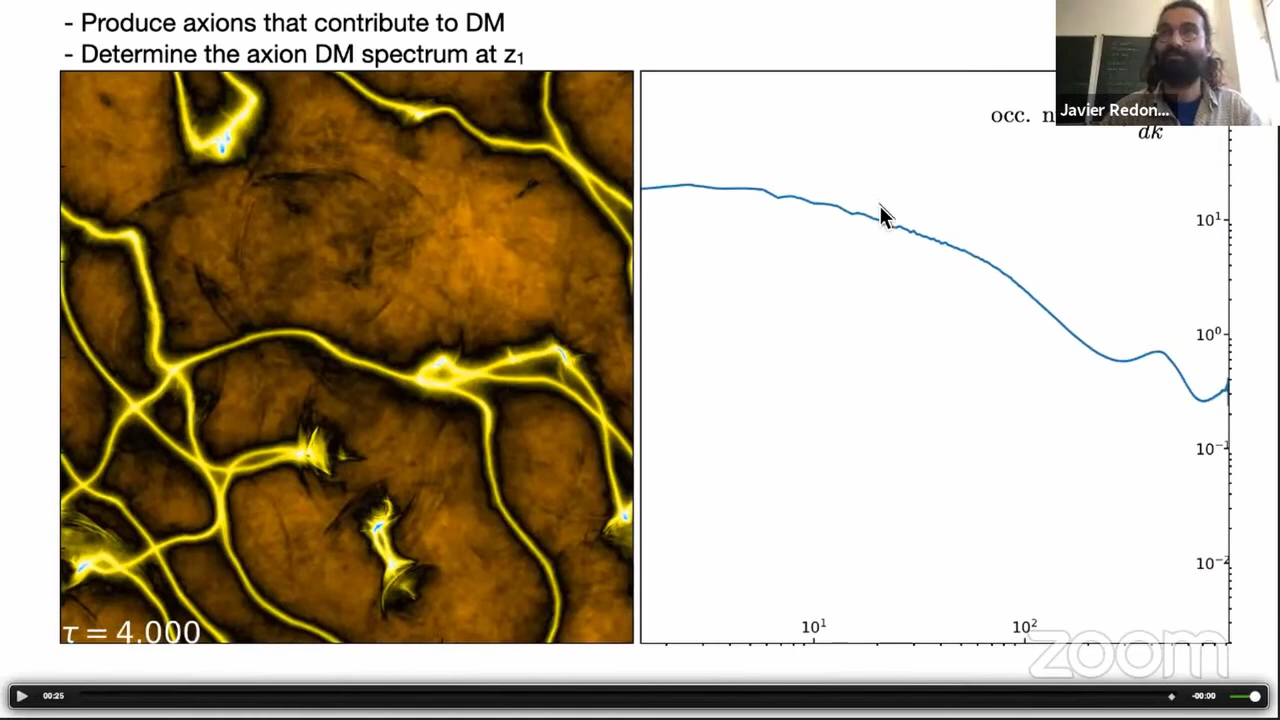 - Produce axions that contribute to DM
- Determine the axion DM spectrum at z₁
occ. n
dk
Javier Redon...
10¹
10⁰
10⁻¹
10⁻²
τ = 4.000
10¹
10²
zoom
00:25
-00:00